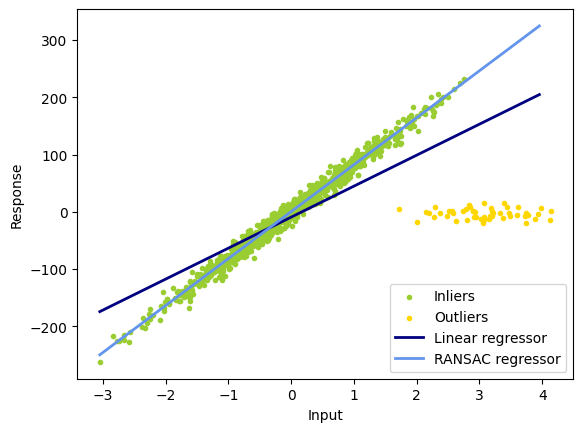 300
200
100
0
−100
−200
Response
−3 −2 −1 0 1 2 3 4
Input
Inliers
Outliers
Linear regressor
RANSAC regressor